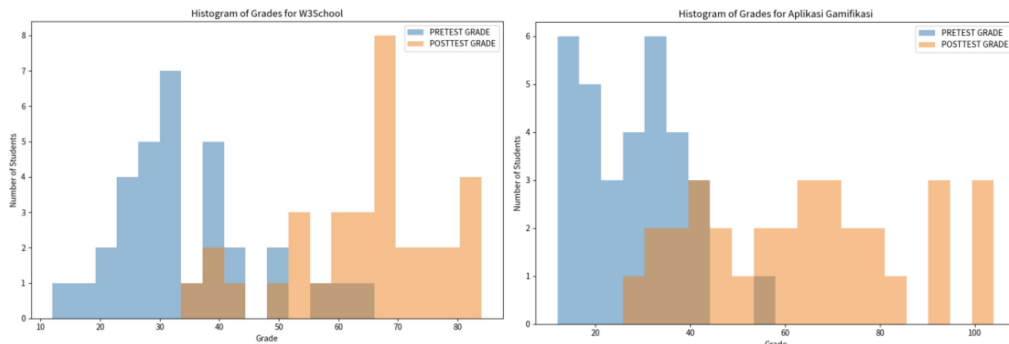 Histogram of Grades for W3School
PRETEST GRADE
POSTTEST GRADE
Number of Students
8
7
6
5
4
3
2
1
0
10 20 30 40 50 60 70 80
Grade
Histogram of Grades for Aplikasi Gamifikasi
PRETEST GRADE
POSTTEST GRADE
Number of Students
6
5
4
3
2
1
0
20 40 60 80 100
Grade